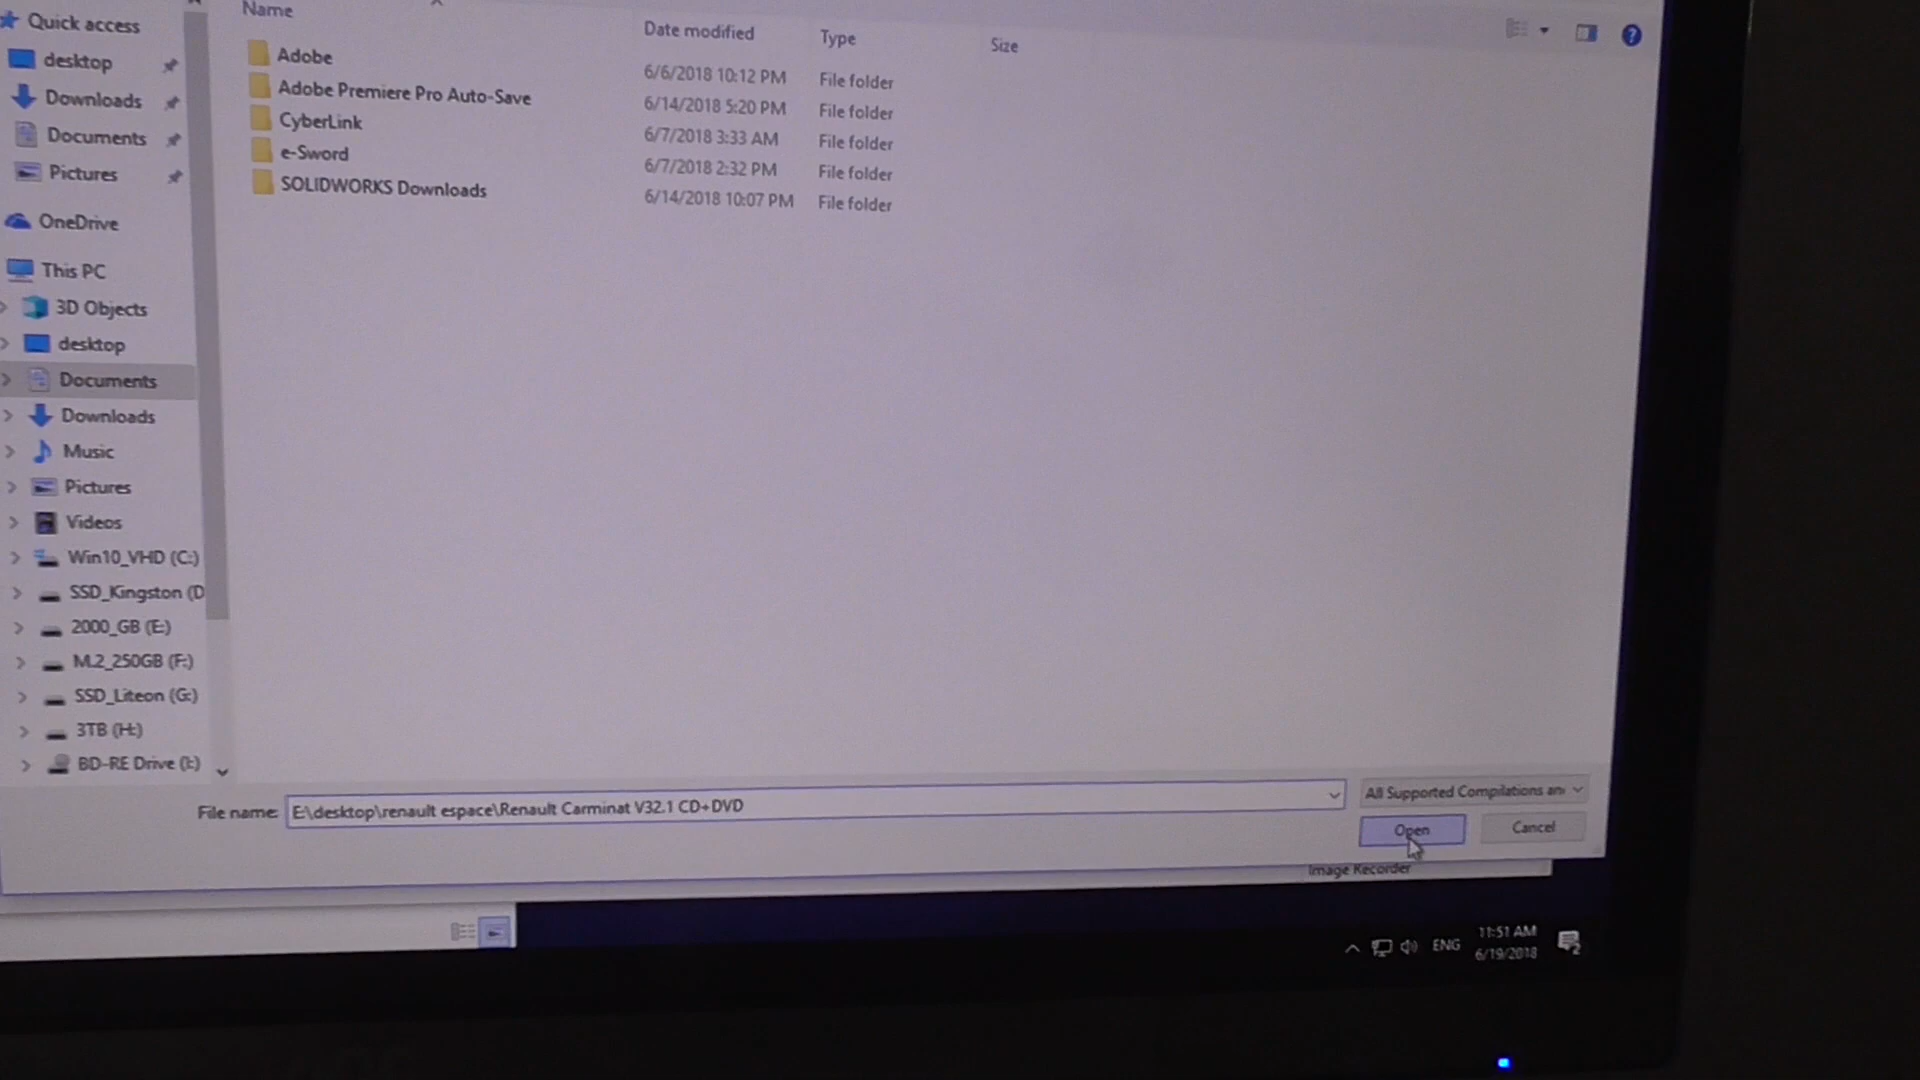 Quick access
desktop
Downloads
Documents
Pictures
OneDrive
This PC
3D Objects
desktop
Documents
Downloads
Music
Pictures
Videos
Win10_VHD (C:)
SSD_Kingston (D
2000_GB (E:)
M.2_250GB (F:)
SSD_Liteon (G:)
3TB (H:)
BD-RE Drive (I:)
Name Date modified Type Size
Adobe 6/6/2018 10:12 PM File folder
Adobe Premiere Pro Auto-Save 6/14/2018 5:20 PM File folder
CyberLink 6/7/2018 3:33 AM File folder
e-Sword 6/7/2018 2:32 PM File folder
SOLIDWORKS Downloads 6/14/2018 10:07 PM File folder
File name: E:\desktop\renault espace\Renault Carminat V32.1 CD+DVD
All Supported Compilations an
Open Cancel
Image Recorder
ENG
11:51 AM
6/19/2018
2